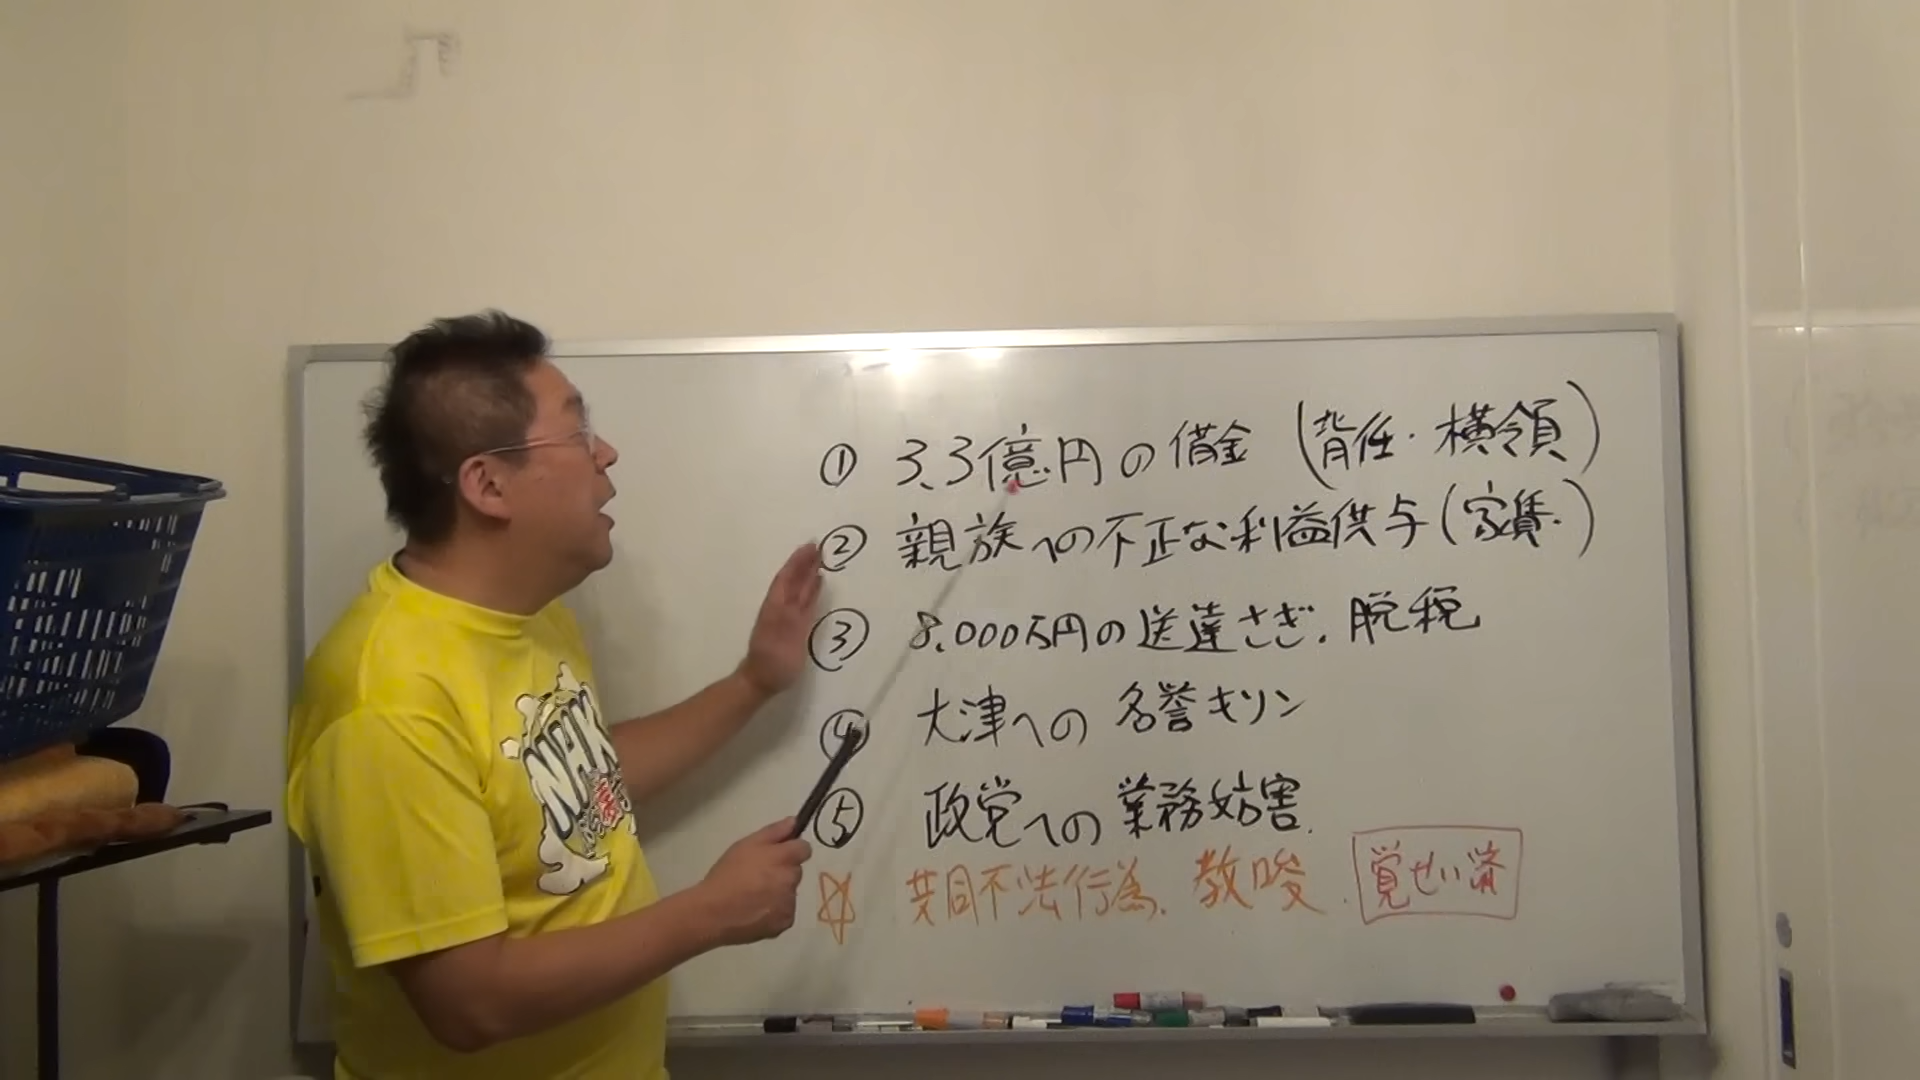 ① 3.3億円の借金 (背任・横領)
② 親族への不正な利益供与 (家賃.)
③ 8.000万円の送達さぎ. 脱税
④ 大津への 名誉キソン
⑤ 政党への 業務妨害.
☆ 共同不法行為. 教唆. 覚せい済
NHK